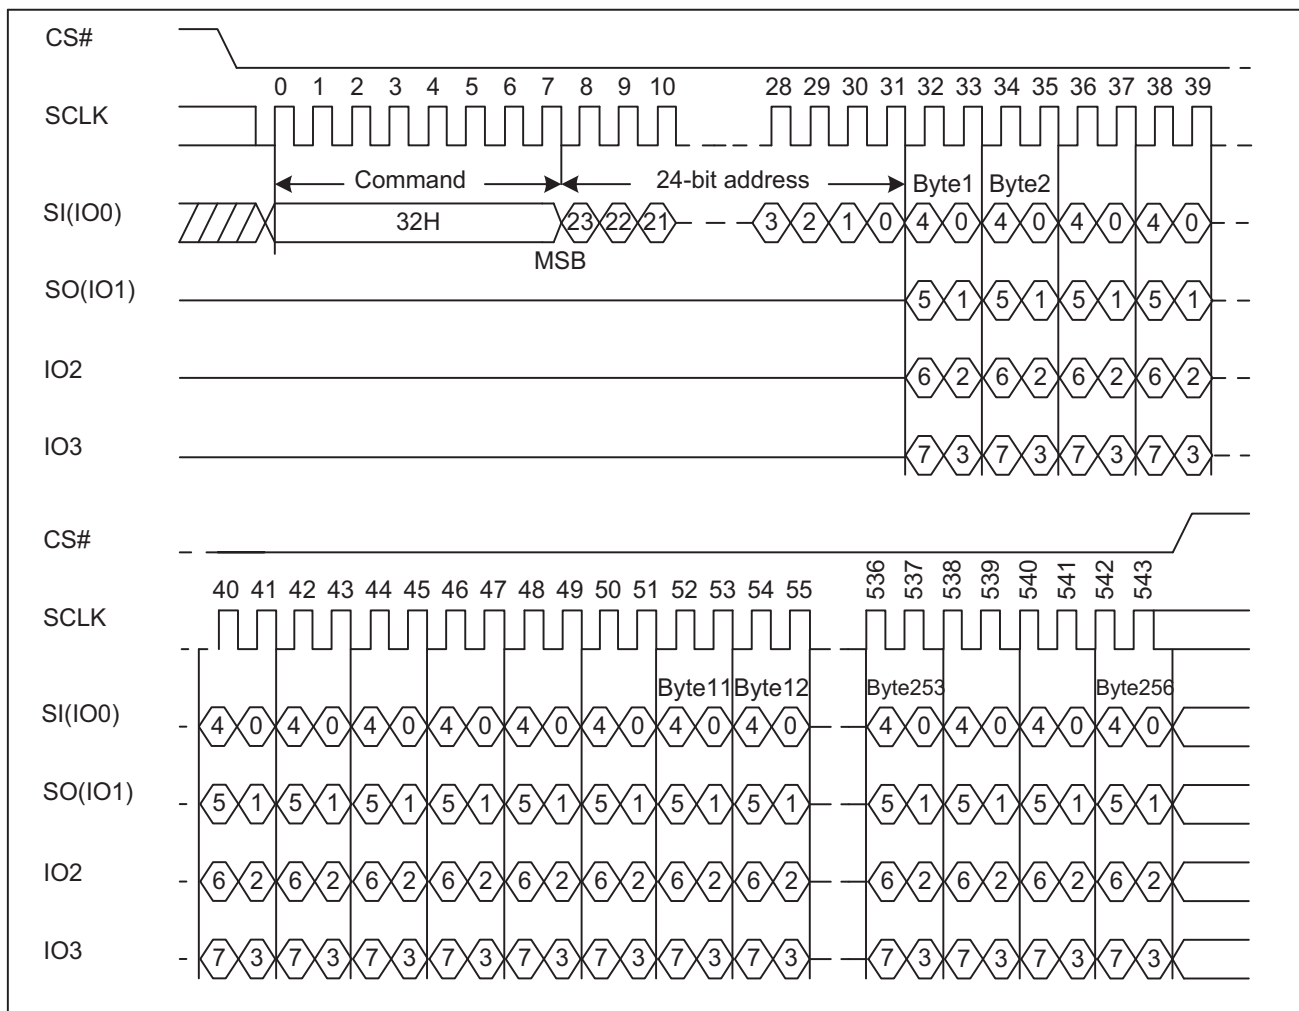 CS#
0 1 2 3 4 5 6 7 8 9 10 28 29 30 31 32 33 34 35 36 37 38 39
SCLK
Command 24-bit address Byte1 Byte2
SI(IO0) 32H 23 22 21 3 2 1 0 4 0 4 0 4 0 4 0
MSB
SO(IO1) 5 1 5 1 5 1 5 1
IO2 6 2 6 2 6 2 6 2
IO3 7 3 7 3 7 3 7 3
CS#
40 41 42 43 44 45 46 47 48 49 50 51 52 53 54 55 536 537 538 539 540 541 542 543
SCLK
Byte11 Byte12 Byte253 Byte256
SI(IO0) 4 0 4 0 4 0 4 0 4 0 4 0 4 0 4 0 4 0 4 0 4 0 4 0
SO(IO1) 5 1 5 1 5 1 5 1 5 1 5 1 5 1 5 1 5 1 5 1 5 1 5 1
IO2 6 2 6 2 6 2 6 2 6 2 6 2 6 2 6 2 6 2 6 2 6 2 6 2
IO3 7 3 7 3 7 3 7 3 7 3 7 3 7 3 7 3 7 3 7 3 7 3 7 3